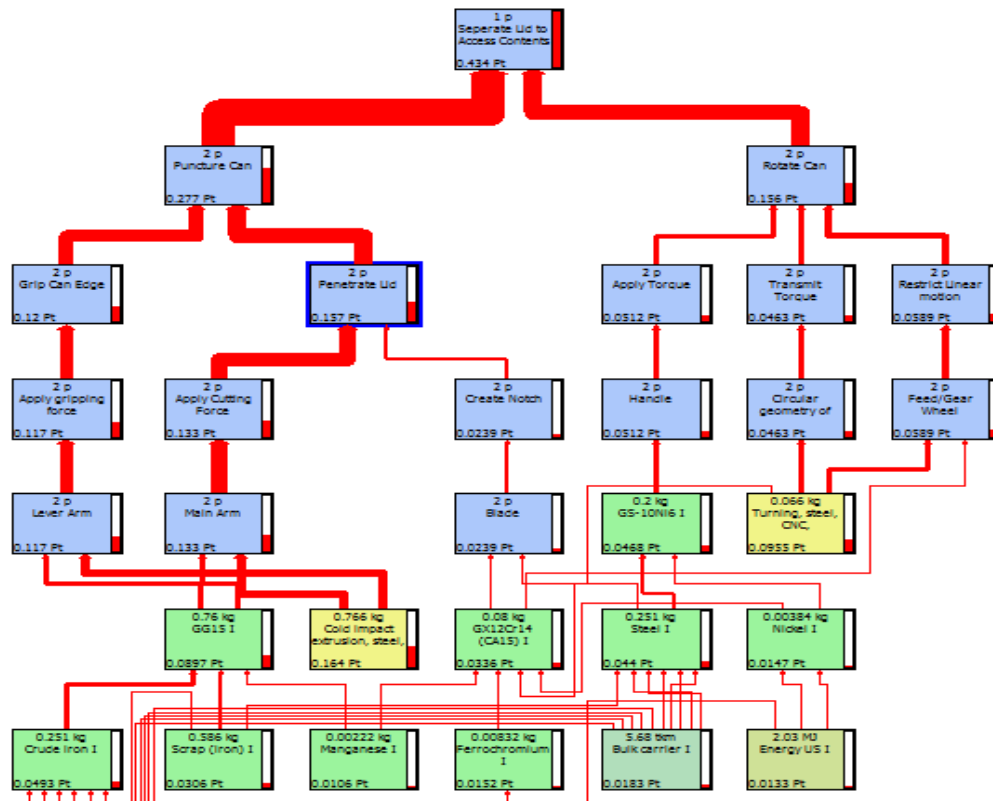 1 p
Seperate Lid to
Access Contents
0.434 Pt
2 p
Puncture Can
0.277 Pt
2 p
Rotate Can
0.156 Pt
2 p
Grip Can Edge
0.12 Pt
2 p
Penetrate Lid
0.157 Pt
2 p
Apply Torque
0.0512 Pt
2 p
Transmit
Torque
0.0463 Pt
2 p
Restrict Linear
motion
0.0589 Pt
2 p
Apply gripping
force
0.117 Pt
2 p
Apply Cutting
Force
0.133 Pt
2 p
Create Notch
0.0239 Pt
2 p
Handle
0.0512 Pt
2 p
Circular
geometry of
0.0463 Pt
2 p
Feed/Gear
Wheel
0.0589 Pt
2 p
Lever Arm
0.117 Pt
2 p
Main Arm
0.133 Pt
2 p
Blade
0.0239 Pt
0.2 kg
GS-10Ni6 I
0.0468 Pt
0.066 kg
Turning, steel,
CNC,
0.0955 Pt
0.76 kg
GG15 I
0.0897 Pt
0.766 kg
Cold impact
extrusion, steel,
0.164 Pt
0.08 kg
GX12Cr14
(CA15) I
0.0336 Pt
0.251 kg
Steel I
0.044 Pt
0.00384 kg
Nickel I
0.0147 Pt
0.251 kg
Crude iron I
0.0493 Pt
0.586 kg
Scrap (iron) I
0.0306 Pt
0.00222 kg
Manganese I
0.0106 Pt
0.00832 kg
Ferrochromium
I
0.0152 Pt
5.68 tkm
Bulk carrier I
0.0183 Pt
2.03 MJ
Energy US I
0.0133 Pt